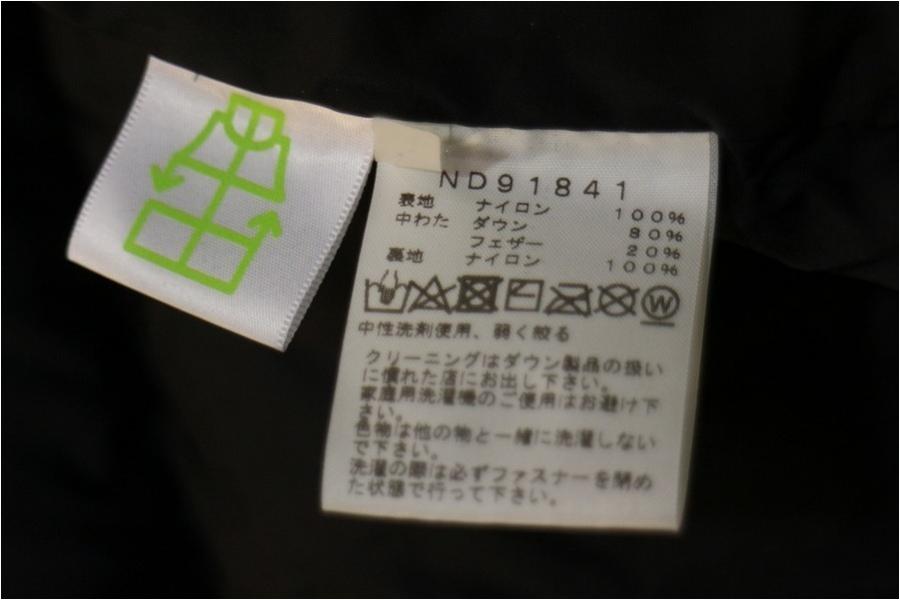 ND91841
表地 ナイロン 100%
中わた ダウン 80%
フェザー 20%
裏地 ナイロン 100%
W
中性洗剤使用、弱く絞る
クリーニングはダウン製品の扱い
に慣れた店にお出し下さい。
家庭用洗濯機のご使用はお避け下
さい。
色物は他の物と一緒に洗濯しない
で下さい。
洗濯の際は必ずファスナーを閉め
た状態で行って下さい。